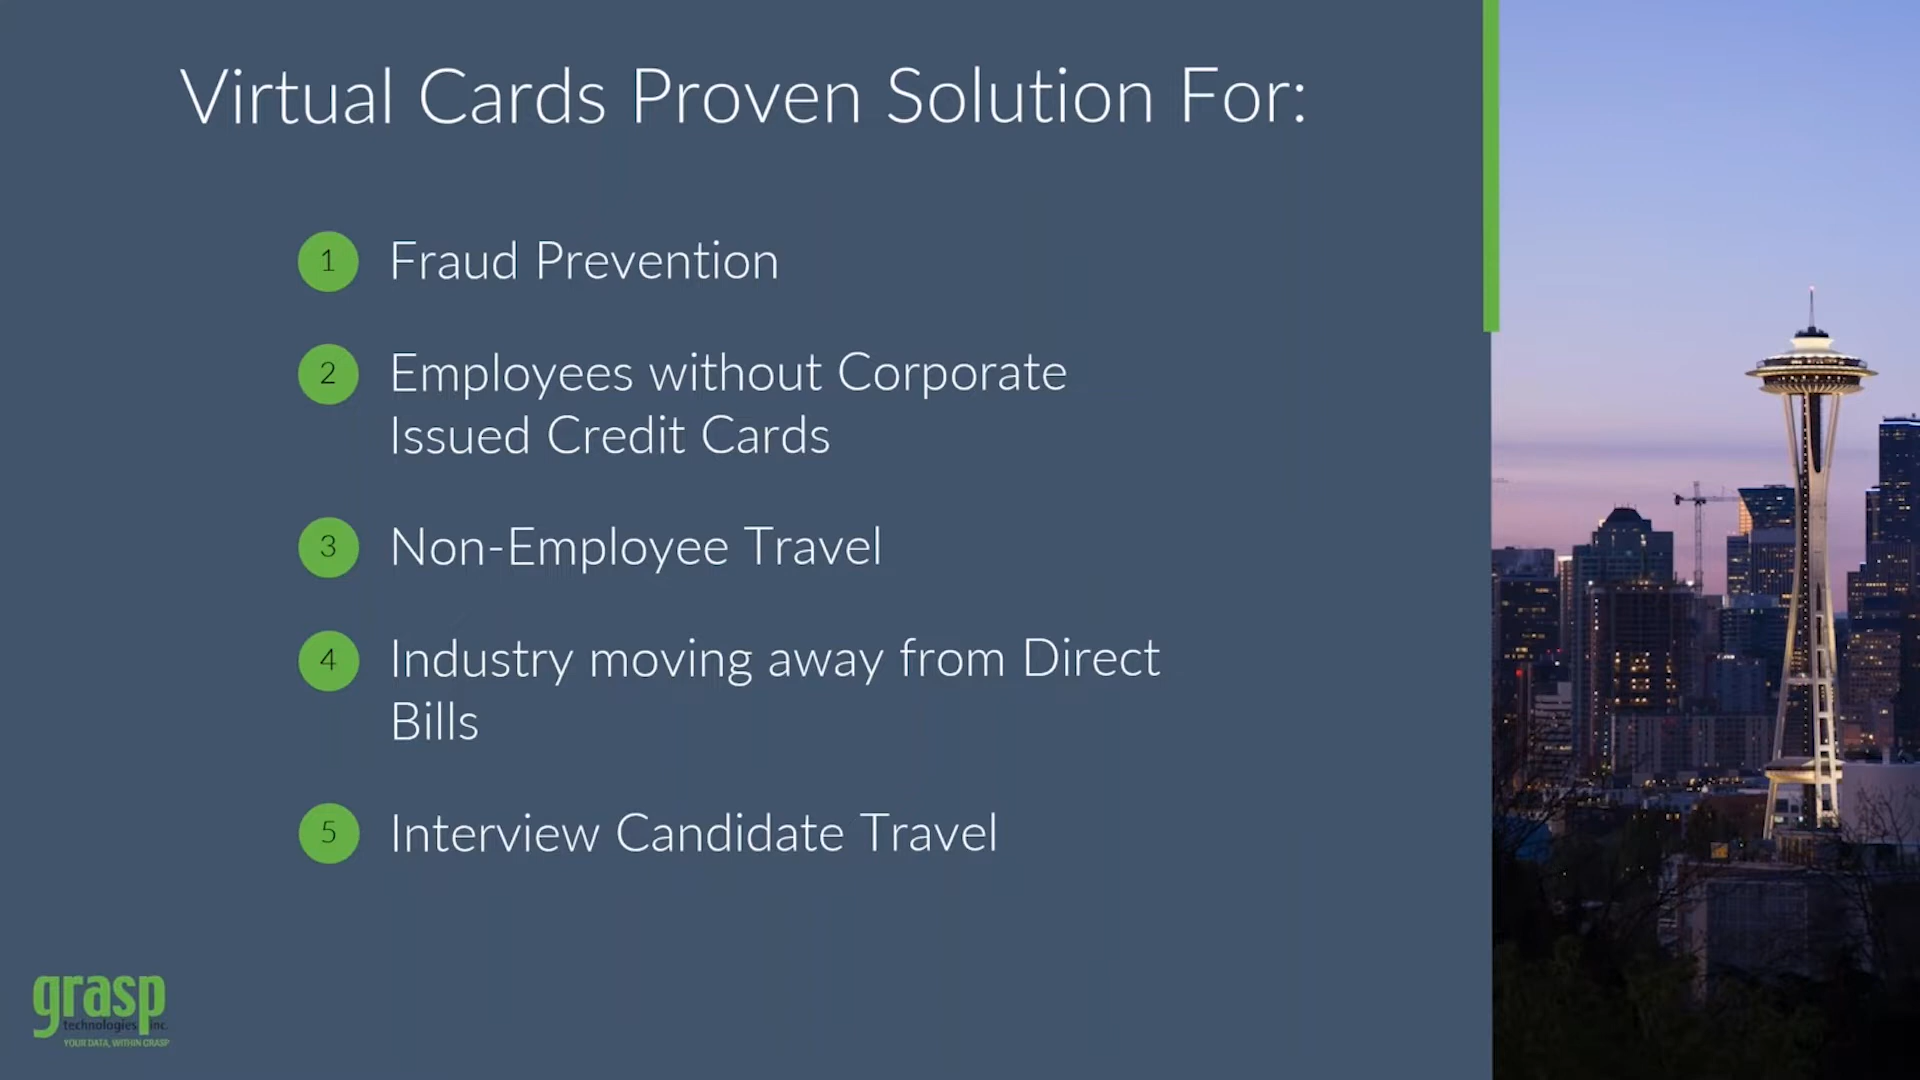 Virtual Cards Proven Solution For:
1 Fraud Prevention
2 Employees without Corporate
Issued Credit Cards
3 Non-Employee Travel
4 Industry moving away from Direct
Bills
5 Interview Candidate Travel
grasp
technologies inc.
YOUR DATA, WITHIN GRASP